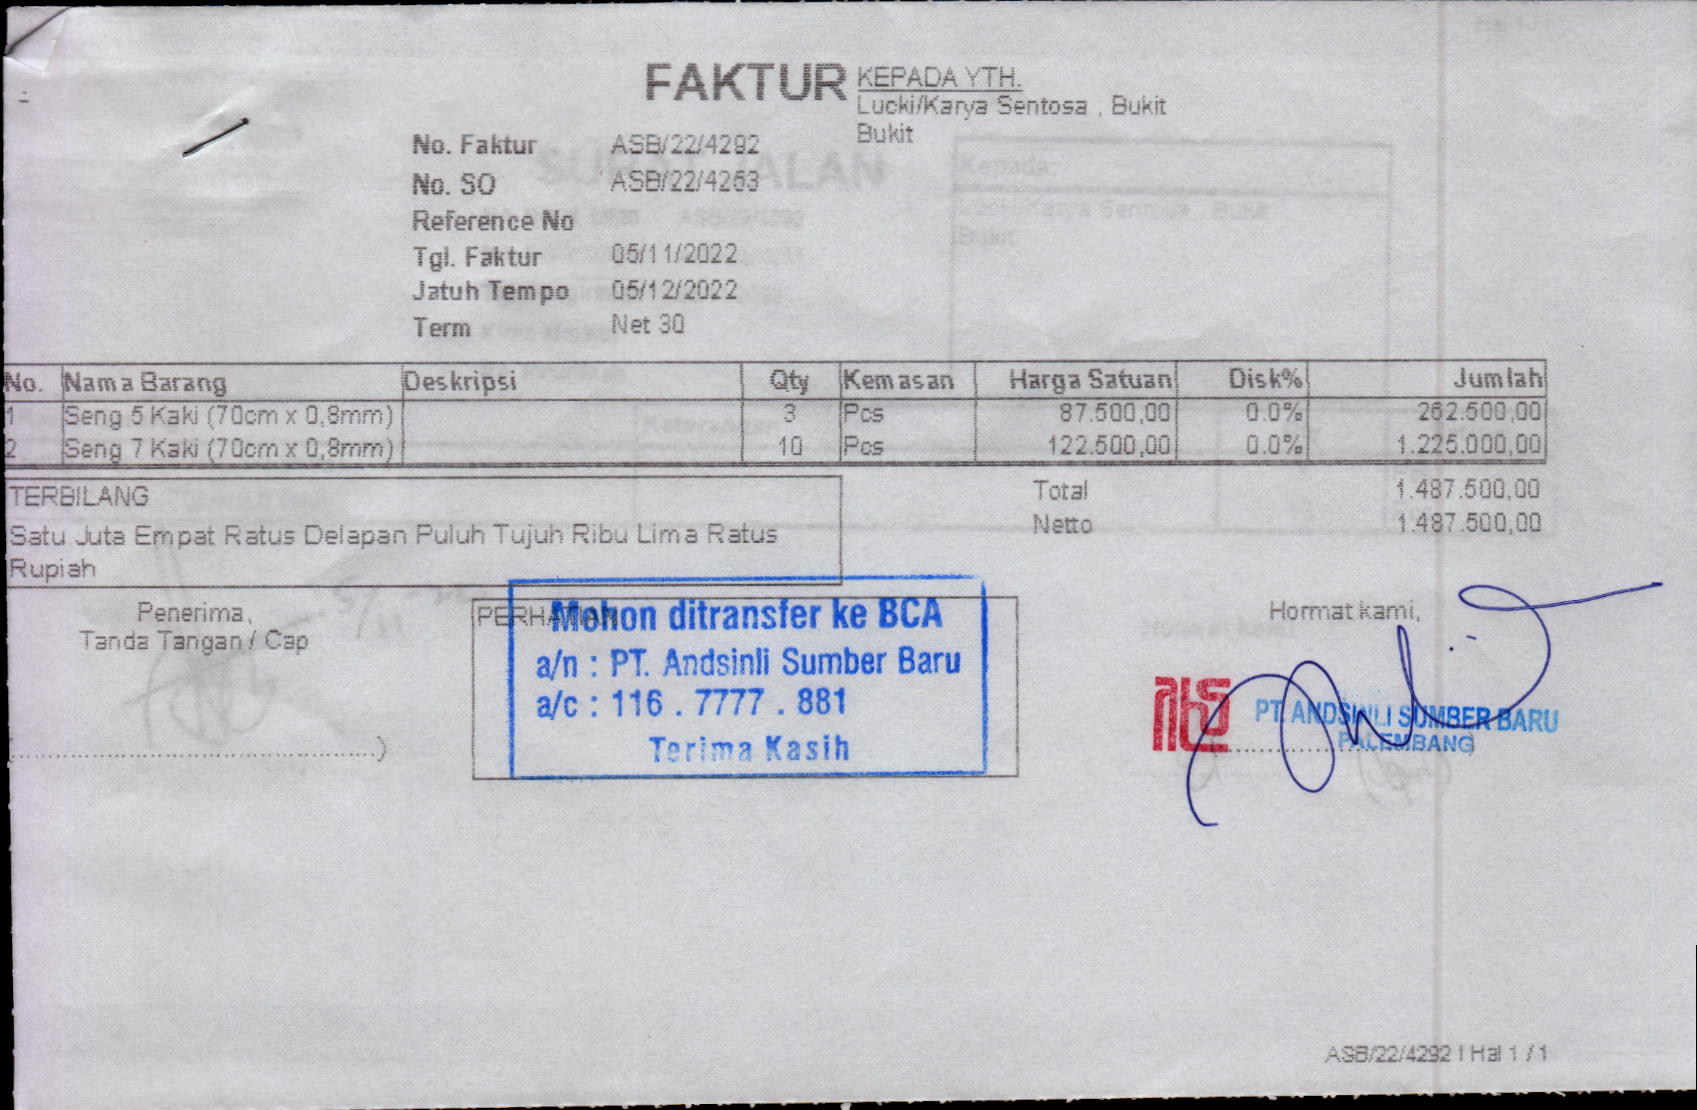 FAKTUR
KEPADA YTH.
Lucki/Karya Sentosa , Bukit
Bukit
No. Faktur ASB/22/4292
No. SO ASB/22/4263
Reference No
Tgl. Faktur 05/11/2022
Jatuh Tempo 05/12/2022
Term Net 30
No. Nama Barang Deskripsi Qty Kemasan Harga Satuan Disk% Jumlah
1 Seng 5 Kaki (70cm x 0,8mm) 3 Pcs 87.500,00 0.0% 262.500,00
2 Seng 7 Kaki (70cm x 0,8mm) 10 Pcs 122.500,00 0.0% 1.225.000,00
TERBILANG
Satu Juta Empat Ratus Delapan Puluh Tujuh Ribu Lima Ratus
Rupiah
Total 1.487.500,00
Netto 1.487.500,00
Penerima,
Tanda Tangan / Cap
PERHATIAN
Mohon ditransfer ke BCA
a/n : PT. Andsinli Sumber Baru
a/c : 116 . 7777 . 881
Terima Kasih
Hormat kami,
PT. ANDSINLI SUMBER BARU
PALEMBANG
ASB/22/4292 | Hal 1 / 1